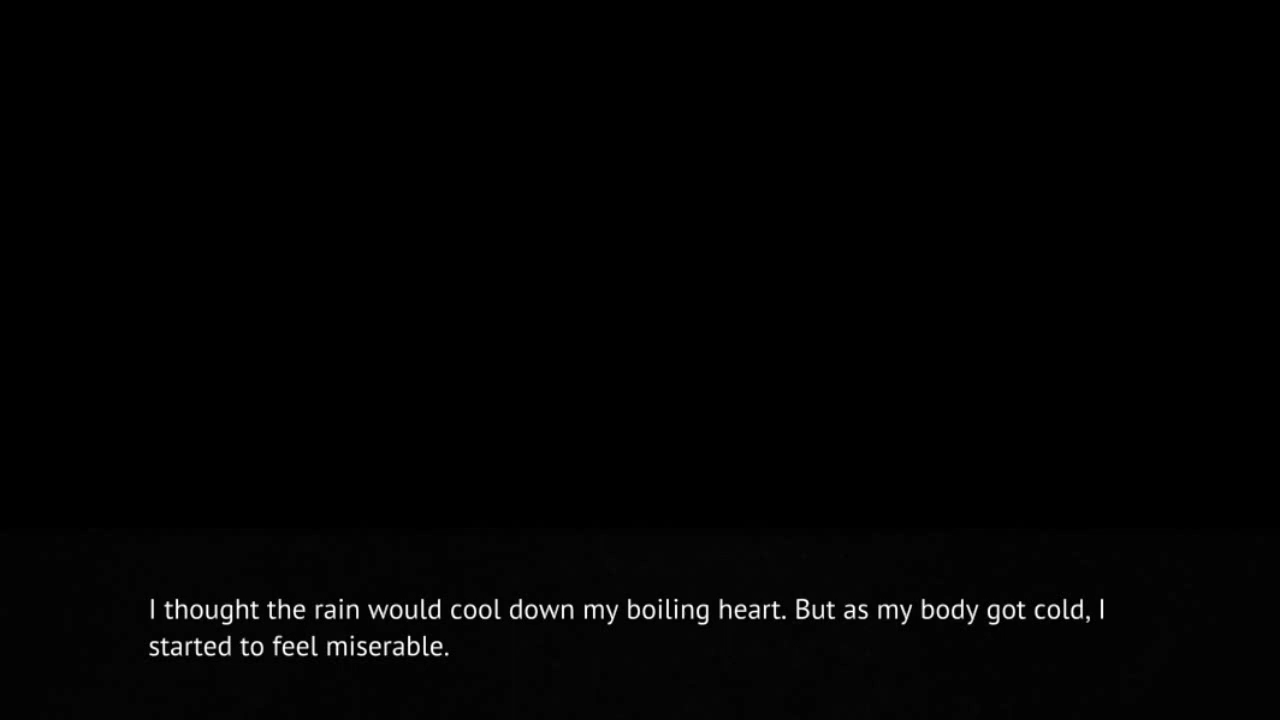 I thought the rain would cool down my boiling heart. But as my body got cold, I
started to feel miserable.